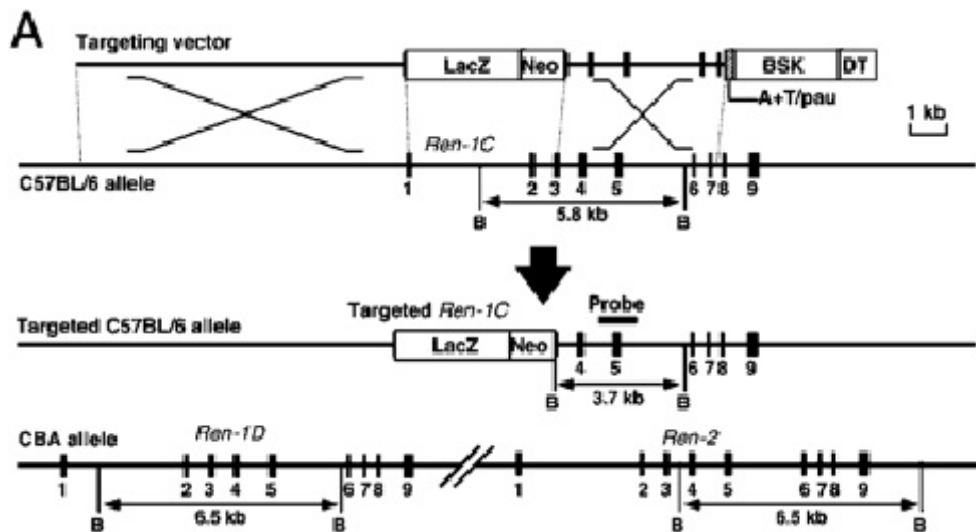 A
Targeting vector
LacZ Neo BSK DT
A+T/pau
1 kb
Ren-1C
C57BL/6 allele
1 2 3 4 5 6 7 8 9
5.8 kb
B B
Targeted Ren-1C
Probe
Targeted C57BL/6 allele
LacZ Neo
4 5 6 7 8 9
B 3.7 kb B
CBA allele
Ren-1D Ren-2
1 2 3 4 5 6 7 8 9 1 2 3 4 5 6 7 8 9
6.5 kb 6.5 kb
B B B B